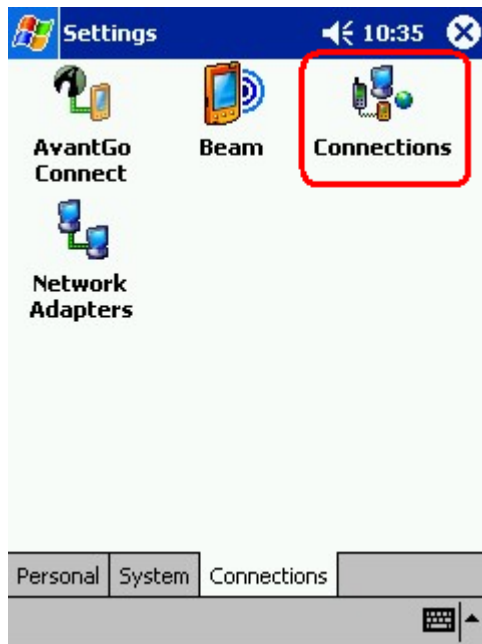 Settings 10:35
AvantGo Beam Connections
Connect
Network
Adapters
Personal System Connections